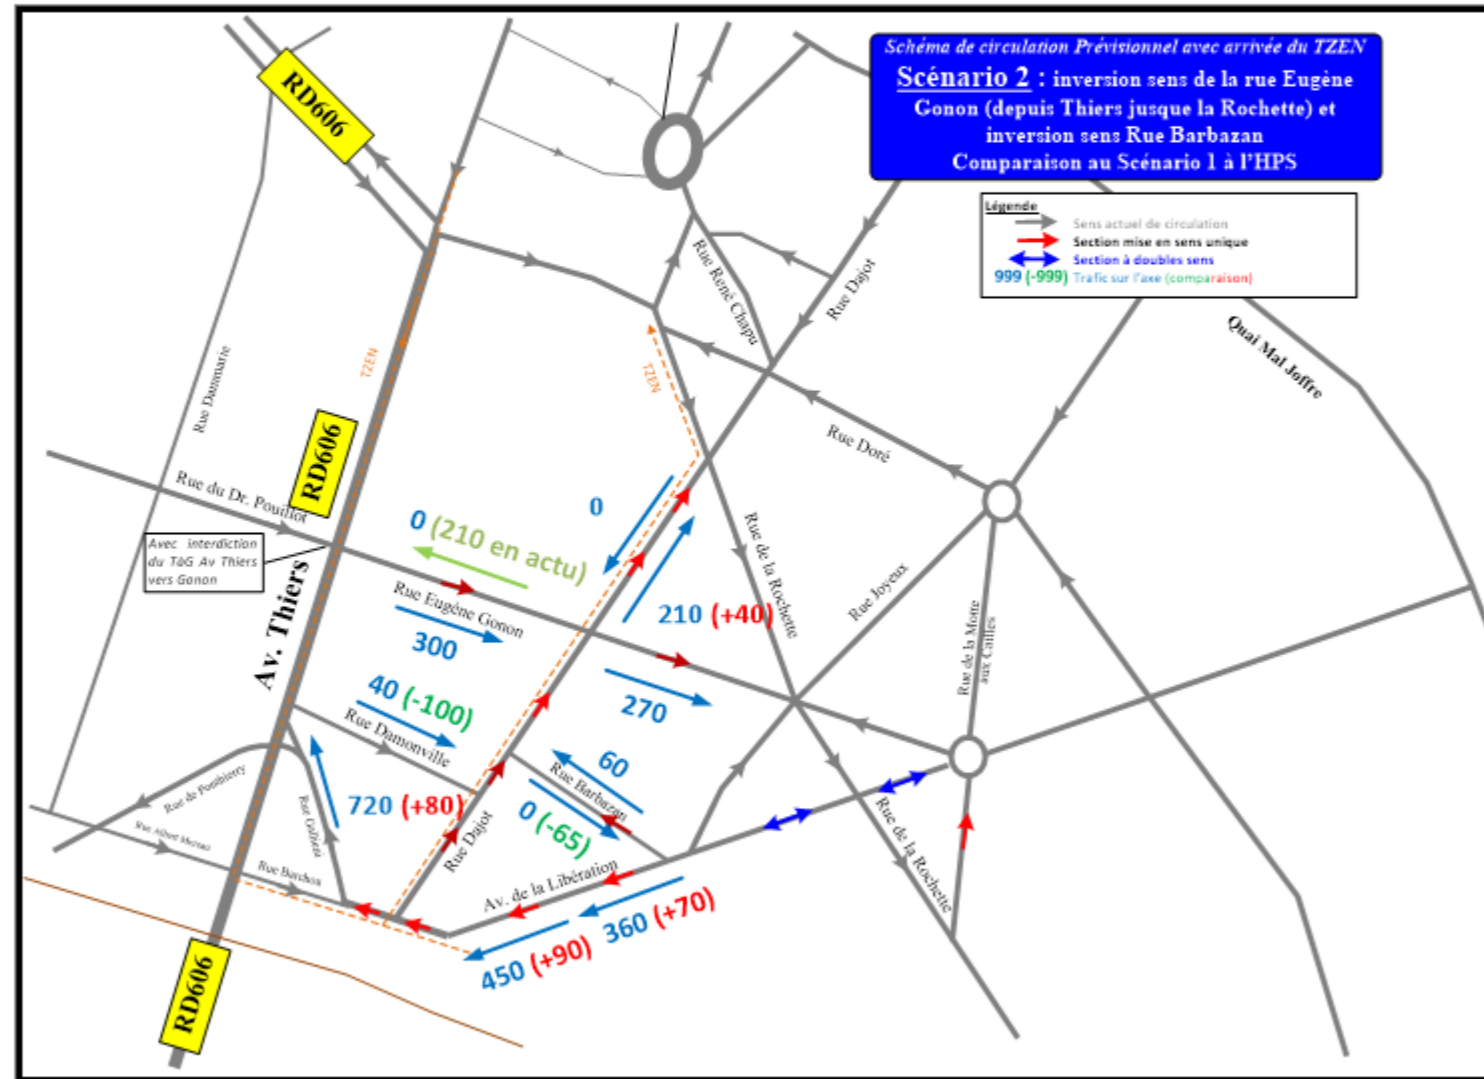 Schéma de circulation Prévisionnel avec arrivée du TZEN
Scénario 2 : inversion sens de la rue Eugène
Gonon (depuis Thiers jusque la Rochette) et
inversion sens Rue Barbazan
Comparaison au Scénario 1 à l'HPS
Légende
Sens actuel de circulation
Section mise en sens unique
Section à doubles sens
999 (-999) Trafic sur l'axe (comparaison)
RD606
Quai Mal Joffre
Rue René Chapu
Rue Dajot
Rue Dammarie
TZEN
TZEN
RD606
Rue Doré
Rue du Dr. Pouillot
Avec interdiction
du TàG Av Thiers
vers Gonon
0 (210 en actu)
0
Rue de la Rochette
Av. Thiers
Rue Eugène Gonon
300
210 (+40)
Rue Joyeux
Rue de la Motte
aux Cailles
40 (-100)
Rue Damonville
270
60
Rue Barbazan
0 (-65)
Rue de Ponthierry
Rue Gallieni
720 (+80)
Rue Dajot
Rue Barchou
Av. de la Libération
Rue de la Rochette
360 (+70)
450 (+90)
RD606